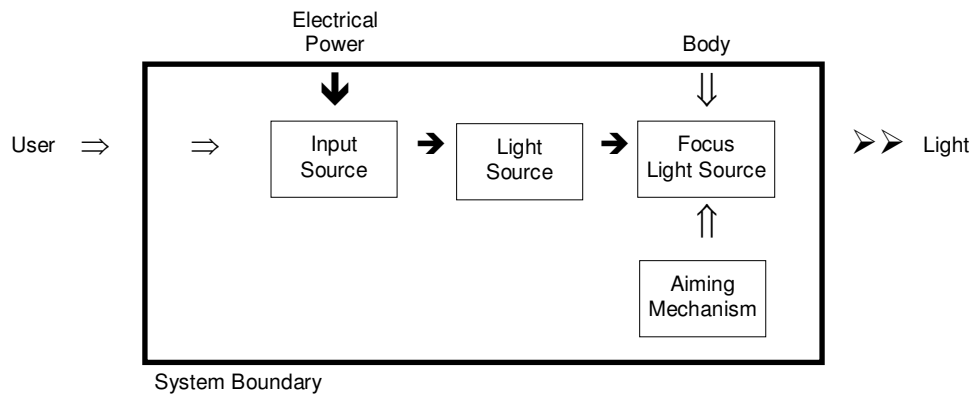 Electrical
Power
Body
User
Input
Source
Light
Source
Focus
Light Source
Light
Aiming
Mechanism
System Boundary